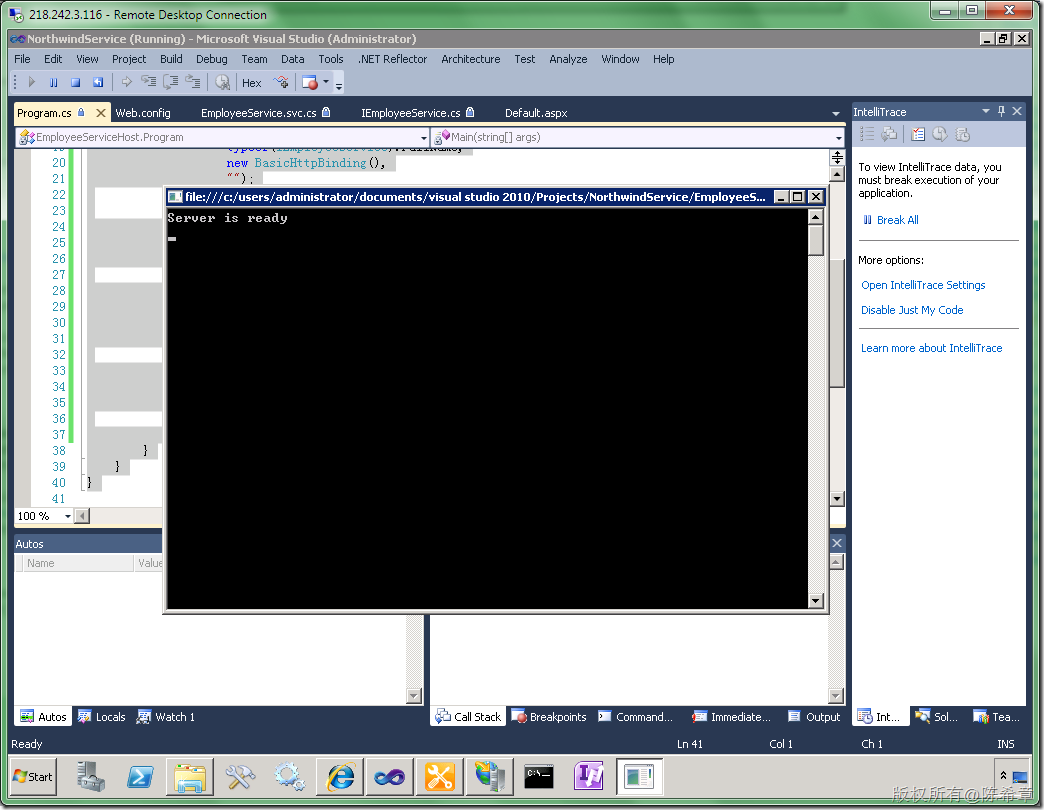 218.242.3.116 - Remote Desktop Connection
NorthwindService (Running) - Microsoft Visual Studio (Administrator)
File Edit View Project Build Debug Team Data Tools .NET Reflector Architecture Test Analyze Window Help
Hex
Program.cs Web.config EmployeeService.svc.cs IEmployeeService.cs Default.aspx
EmployeeServiceHost.Program Main(string[] args)
20 new BasicHttpBinding(),
21 "");
22
23
24
25
26
27
28
29
30
31
32
33
34
35
36
37
38 }
39 }
40 }
41
100 %
file:///c:/users/administrator/documents/visual studio 2010/Projects/NorthwindService/EmployeeS...
Server is ready
IntelliTrace
To view IntelliTrace data, you
must break execution of your
application.
Break All
More options:
Open IntelliTrace Settings
Disable Just My Code
Learn more about IntelliTrace
Autos
Name Value
Autos Locals Watch 1
Call Stack Breakpoints Command... Immediate... Output
Int... Sol... Tea...
Ready Ln 41 Col 1 Ch 1 INS
Start
版权所有@陈希章